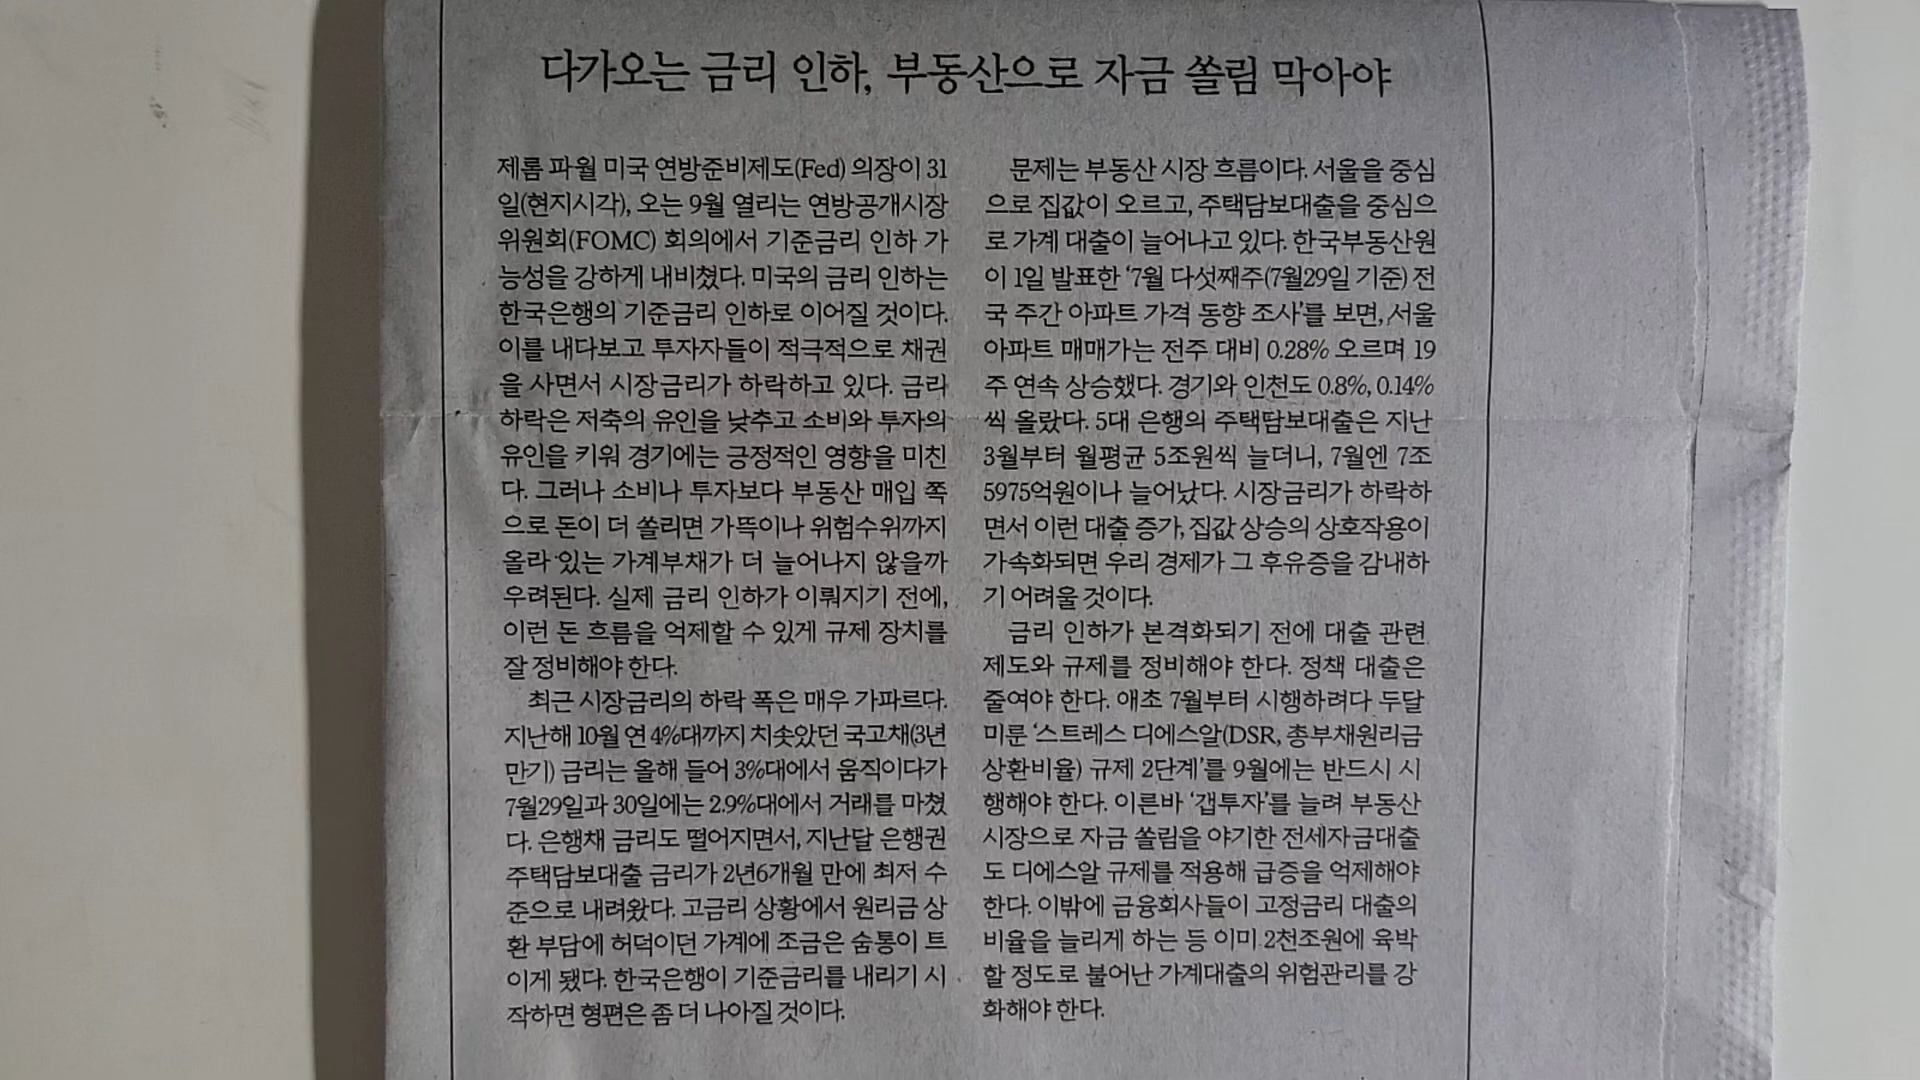 다가오는 금리 인하, 부동산으로 자금 쏠림 막아야
제롬 파월 미국 연방준비제도(Fed) 의장이 31
일(현지시각), 오는 9월 열리는 연방공개시장
위원회(FOMC) 회의에서 기준금리 인하 가
능성을 강하게 내비쳤다. 미국의 금리 인하는
한국은행의 기준금리 인하로 이어질 것이다.
이를 내다보고 투자자들이 적극적으로 채권
을 사면서 시장금리가 하락하고 있다. 금리
하락은 저축의 유인을 낮추고 소비와 투자의
유인을 키워 경기에는 긍정적인 영향을 미친
다. 그러나 소비나 투자보다 부동산 매입 쪽
으로 돈이 더 쏠리면 가뜩이나 위험수위까지
올라 있는 가계부채가 더 늘어나지 않을까
우려된다. 실제 금리 인하가 이뤄지기 전에,
이런 돈 흐름을 억제할 수 있게 규제 장치를
잘 정비해야 한다.
최근 시장금리의 하락 폭은 매우 가파르다.
지난해 10월 연 4%대까지 치솟았던 국고채(3년
만기) 금리는 올해 들어 3%대에서 움직이다가
7월29일과 30일에는 2.9%대에서 거래를 마쳤
다. 은행채 금리도 떨어지면서, 지난달 은행권
주택담보대출 금리가 2년6개월 만에 최저 수
준으로 내려왔다. 고금리 상황에서 원리금 상
환 부담에 허덕이던 가계에 조금은 숨통이 트
이게 됐다. 한국은행이 기준금리를 내리기 시
작하면 형편은 좀 더 나아질 것이다.
문제는 부동산 시장 흐름이다. 서울을 중심
으로 집값이 오르고, 주택담보대출을 중심으
로 가계 대출이 늘어나고 있다. 한국부동산원
이 1일 발표한 ‘7월 다섯째주(7월29일 기준) 전
국 주간 아파트 가격 동향 조사’를 보면, 서울
아파트 매매가는 전주 대비 0.28% 오르며 19
주 연속 상승했다. 경기와 인천도 0.8%, 0.14%
씩 올랐다. 5대 은행의 주택담보대출은 지난
3월부터 월평균 5조원씩 늘더니, 7월엔 7조
5975억원이나 늘어났다. 시장금리가 하락하
면서 이런 대출 증가, 집값 상승의 상호작용이
가속화되면 우리 경제가 그 후유증을 감내하
기 어려울 것이다.
금리 인하가 본격화되기 전에 대출 관련
제도와 규제를 정비해야 한다. 정책 대출은
줄여야 한다. 애초 7월부터 시행하려다 두달
미룬 ‘스트레스 디에스알(DSR, 총부채원리금
상환비율) 규제 2단계’를 9월에는 반드시 시
행해야 한다. 이른바 ‘갭투자’를 늘려 부동산
시장으로 자금 쏠림을 야기한 전세자금대출
도 디에스알 규제를 적용해 급증을 억제해야
한다. 이밖에 금융회사들이 고정금리 대출의
비율을 늘리게 하는 등 이미 2천조원에 육박
할 정도로 불어난 가계대출의 위험관리를 강
화해야 한다.